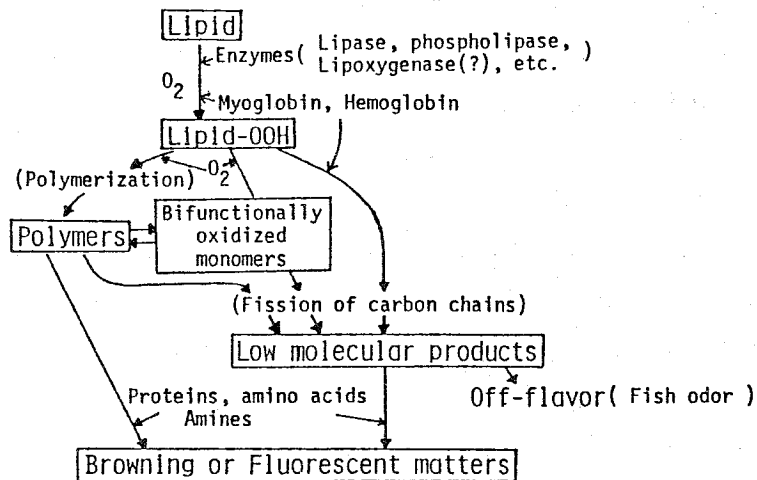 Lipid
Enzymes( Lipase, phospholipase, )
Lipoxygenase(?), etc.
O2
Myoglobin, Hemoglobin
Lipid-OOH
O2
(Polymerization)
Bifunctionally
oxidized
monomers
Polymers
(Fission of carbon chains)
Low molecular products
Proteins, amino acids
Amines
Off-flavor( Fish odor )
Browning or Fluorescent matters